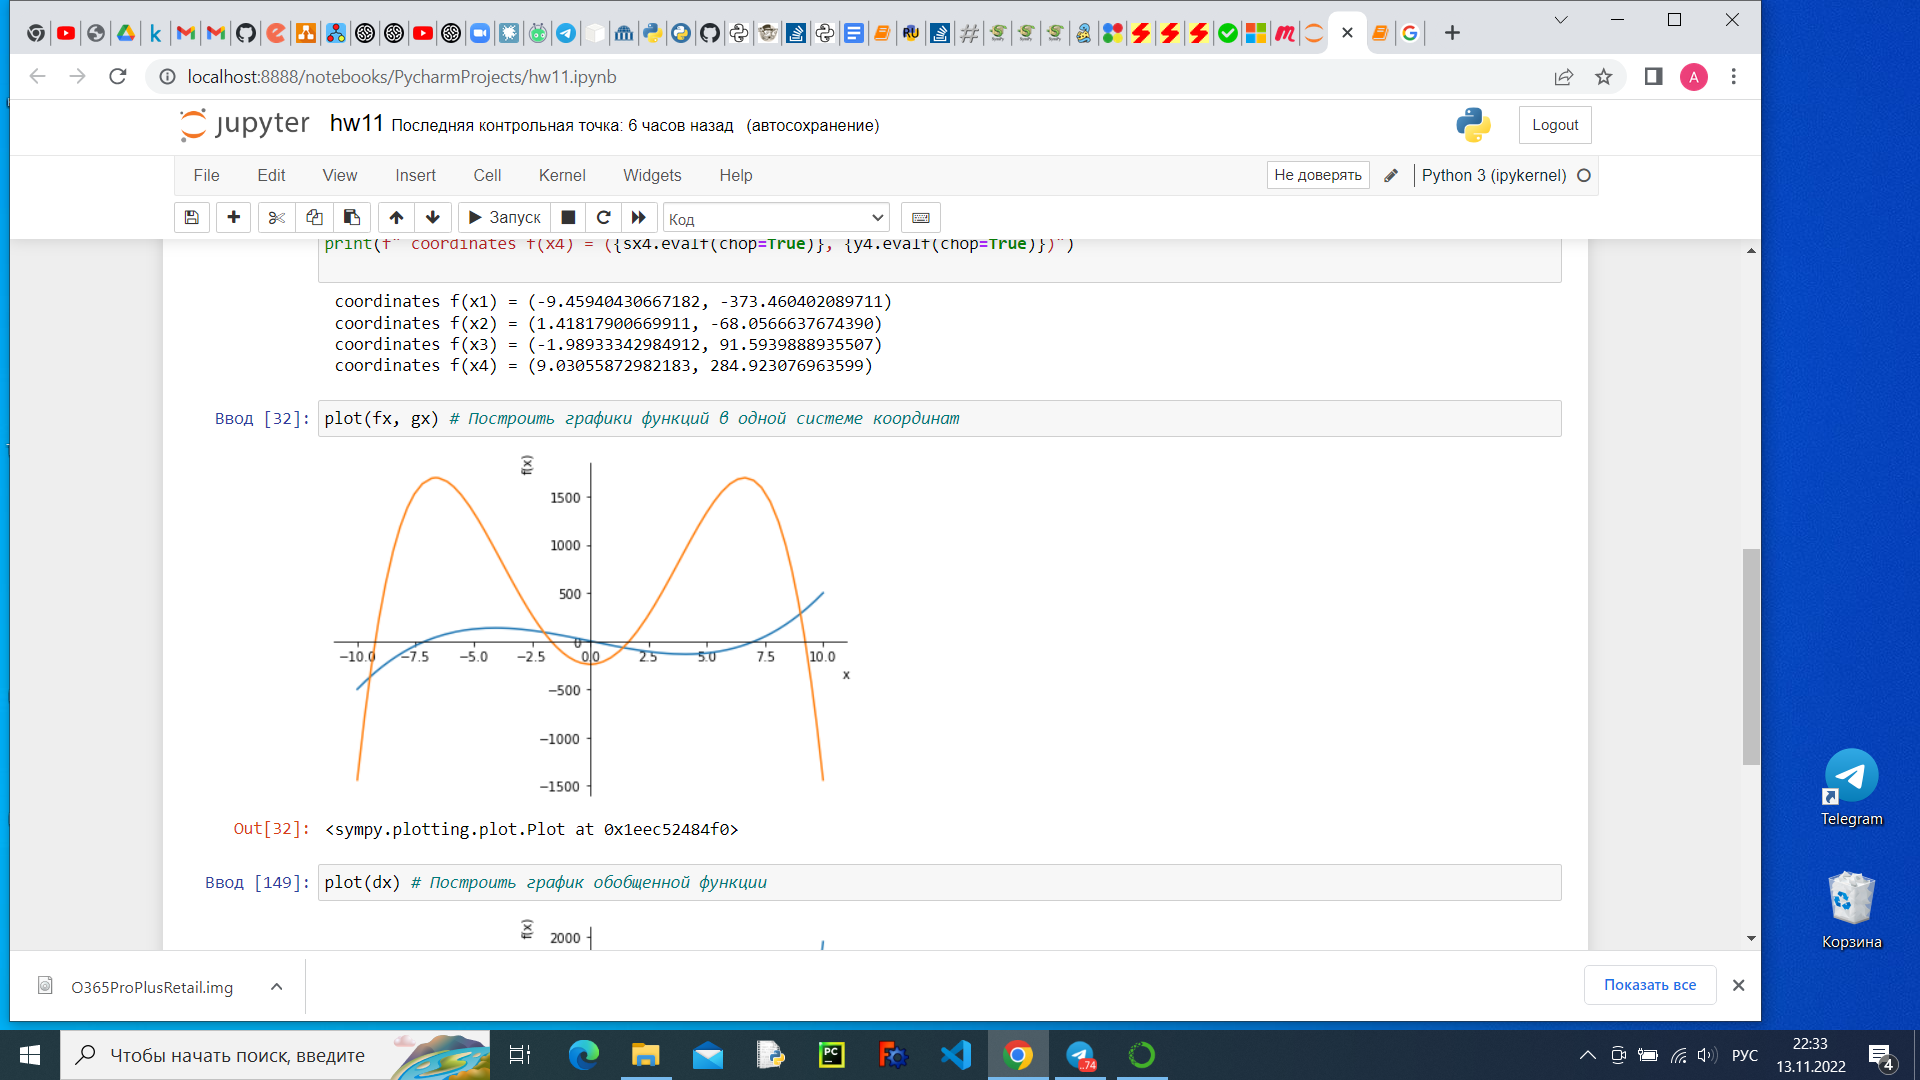 localhost:8888/notebooks/PycharmProjects/hw11.ipynb
A
jupyter hw11 Последняя контрольная точка: 6 часов назад (автосохранение)
Logout
File Edit View Insert Cell Kernel Widgets Help
Не доверять
Python 3 (ipykernel)
Запуск
Код
print(f" coordinates f(x4) = ({sx4.evalf(chop=True)}, {y4.evalf(chop=True)})")
coordinates f(x1) = (-9.45940430667182, -373.460402089711)
coordinates f(x2) = (1.41817900669911, -68.0566637674390)
coordinates f(x3) = (-1.98933342984912, 91.5939888935507)
coordinates f(x4) = (9.03055872982183, 284.923076963599)
Ввод [32]: plot(fx, gx) # Построить графики функций в одной системе координат
f(x)
1500
1000
500
0
−10.0 −7.5 −5.0 −2.5 0.0 2.5 5.0 7.5 10.0
x
−500
−1000
−1500
Out[32]: <sympy.plotting.plot.Plot at 0x1eec52484f0>
Ввод [149]: plot(dx) # Построить график обобщенной функции
f(x)
2000
O365ProPlusRetail.img
Показать все
Telegram
Корзина
Чтобы начать поиск, введите
PC
..74
РУС
22:33
13.11.2022
4